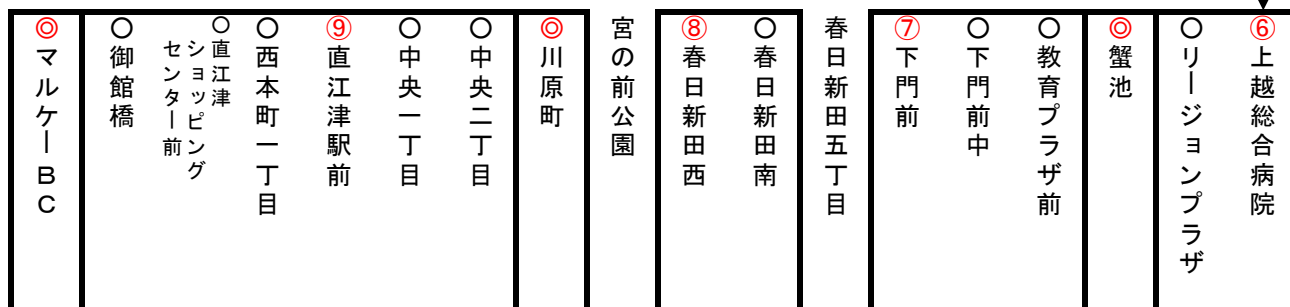 ⑥上越総合病院
○リージョンプラザ
◎蟹池
○教育プラザ前
○下門前中
⑦下門前
春日新田五丁目
○春日新田南
⑧春日新田西
宮の前公園
◎川原町
○中央二丁目
○中央一丁目
⑨直江津駅前
○西本町一丁目
○直江津
ショッピング
センター前
○御館橋
◎マルケーＢＣ